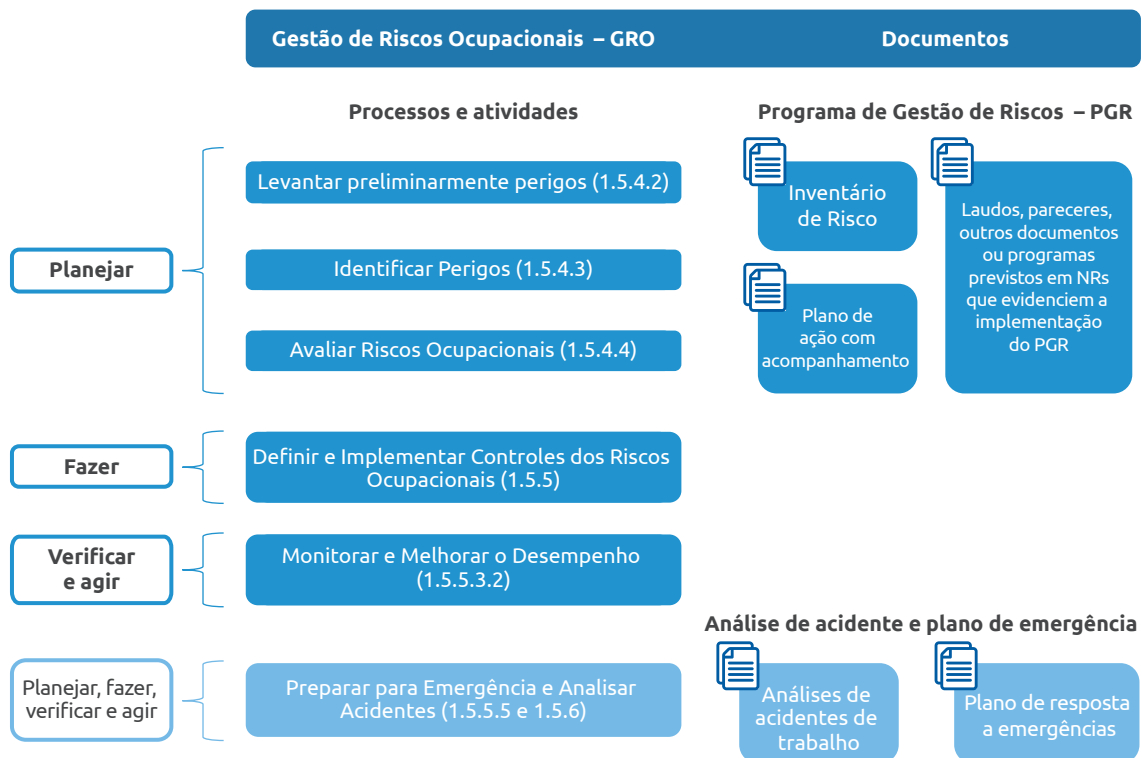 Gestão de Riscos Ocupacionais – GRO
Documentos
Processos e atividades
Programa de Gestão de Riscos – PGR
Planejar
Levantar preliminarmente perigos (1.5.4.2)
Identificar Perigos (1.5.4.3)
Avaliar Riscos Ocupacionais (1.5.4.4)
Inventário
de Risco
Plano de
ação com
acompanhamento
Laudos, pareceres,
outros documentos
ou programas
previstos em NRs
que evidenciem a
implementação
do PGR
Fazer
Definir e Implementar Controles dos Riscos
Ocupacionais (1.5.5)
Verificar
e agir
Monitorar e Melhorar o Desempenho
(1.5.5.3.2)
Análise de acidente e plano de emergência
Planejar, fazer,
verificar e agir
Preparar para Emergência e Analisar
Acidentes (1.5.5.5 e 1.5.6)
Análises de
acidentes de
trabalho
Plano de resposta
a emergências